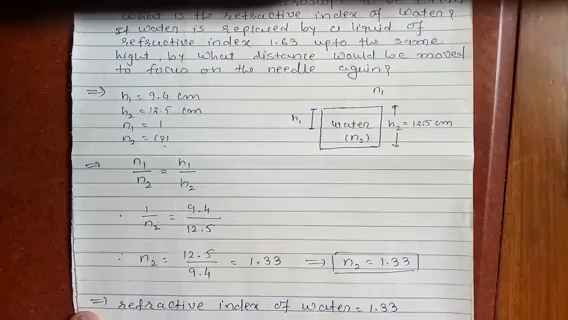 what is the refractive index of water?
If water is replaced by a liquid of
refractive index 1.63 upto the same
hight, by what distance would be moved
to focus on the needle again?
⇒ h₁ = 9.4 cm
h₂ = 12.5 cm
n₁ = 1
n₂ = (?)
n₁
h₁
water
(n₂)
h₂ = 12.5 cm
⇒ n₁/n₂ = h₁/h₂
∴ 1/n₂ = 9.4/12.5
∴ n₂ = 12.5/9.4 = 1.33 ⇒ n₂ = 1.33
⇒ refractive index of water = 1.33